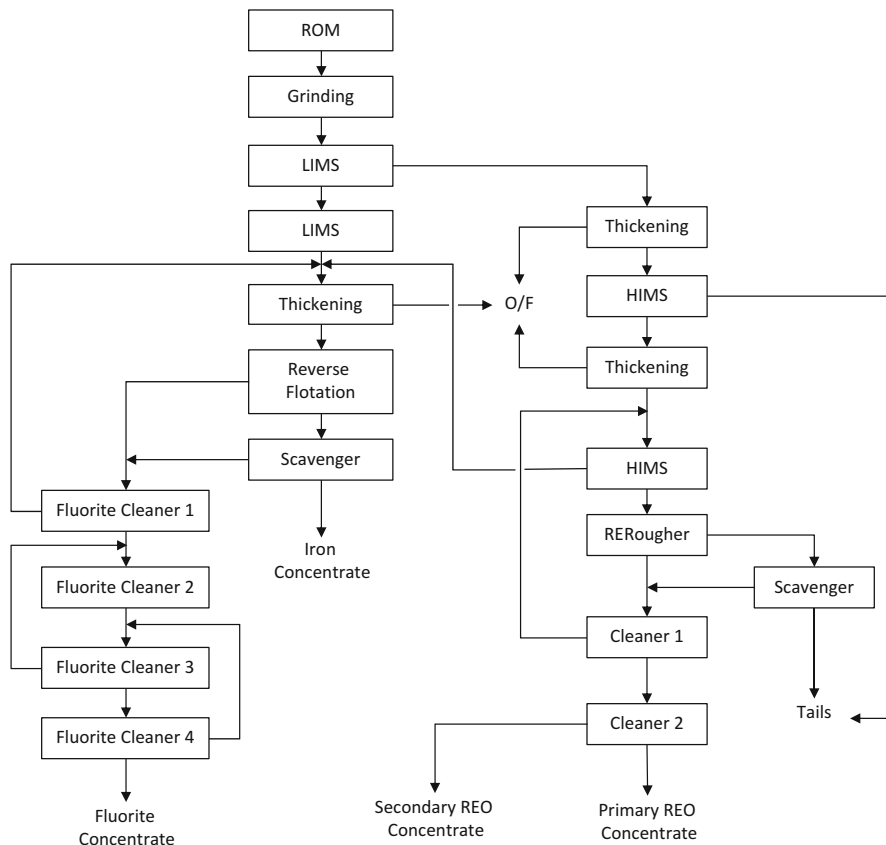 ROM
Grinding
LIMS
LIMS
Thickening
Thickening
O/F
HIMS
Thickening
Reverse
Flotation
Thickening
Scavenger
HIMS
Fluorite Cleaner 1
RERougher
Iron
Concentrate
Fluorite Cleaner 2
Scavenger
Cleaner 1
Fluorite Cleaner 3
Tails
Fluorite Cleaner 4
Cleaner 2
Fluorite
Concentrate
Secondary REO
Concentrate
Primary REO
Concentrate